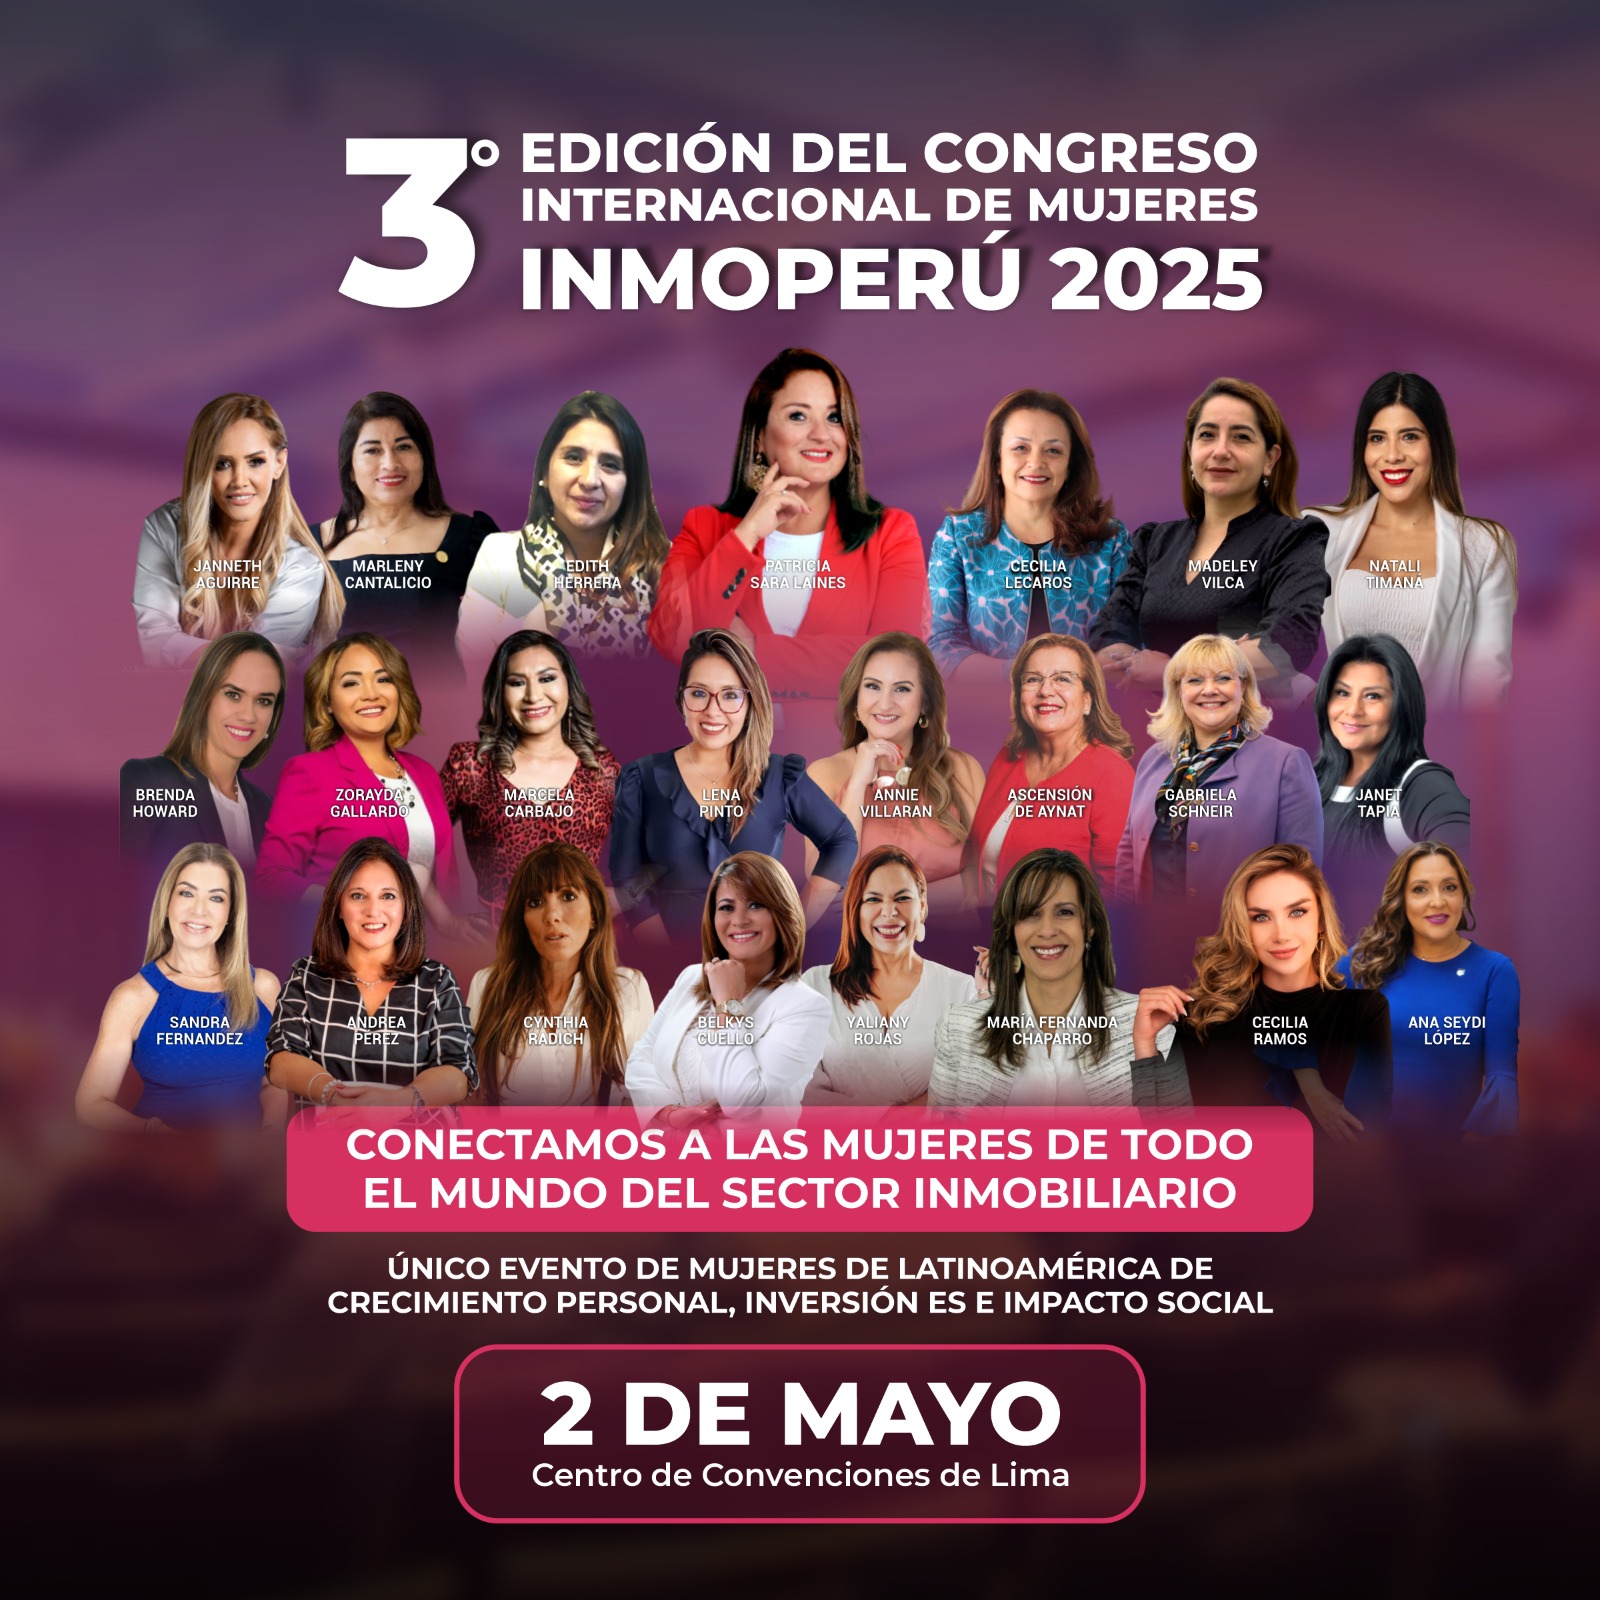 3° EDICIÓN DEL CONGRESO
INTERNACIONAL DE MUJERES
INMOPERÚ 2025
JANNETH
AGUIRRE
MARLENY
CANTALICIO
EDITH
HERRERA
PATRICIA
SARA LAINES
CECILIA
LECAROS
MADELEY
VILCA
NATALI
TIMANÁ
BRENDA
HOWARD
ZORAYDA
GALLARDO
MARCELA
CARBAJO
LENA
PINTO
ANNIE
VILLARAN
ASCENSIÓN
DE AYNAT
GABRIELA
SCHNEIR
JANET
TAPIA
SANDRA
FERNANDEZ
ANDREA
PÉREZ
CYNTHIA
RADICH
BELKYS
CUELLO
YALIANY
ROJAS
MARÍA FERNANDA
CHAPARRO
CECILIA
RAMOS
ANA SEYDI
LÓPEZ
CONECTAMOS A LAS MUJERES DE TODO
EL MUNDO DEL SECTOR INMOBILIARIO
ÚNICO EVENTO DE MUJERES DE LATINOAMÉRICA DE
CRECIMIENTO PERSONAL, INVERSIÓN ES E IMPACTO SOCIAL
2 DE MAYO
Centro de Convenciones de Lima